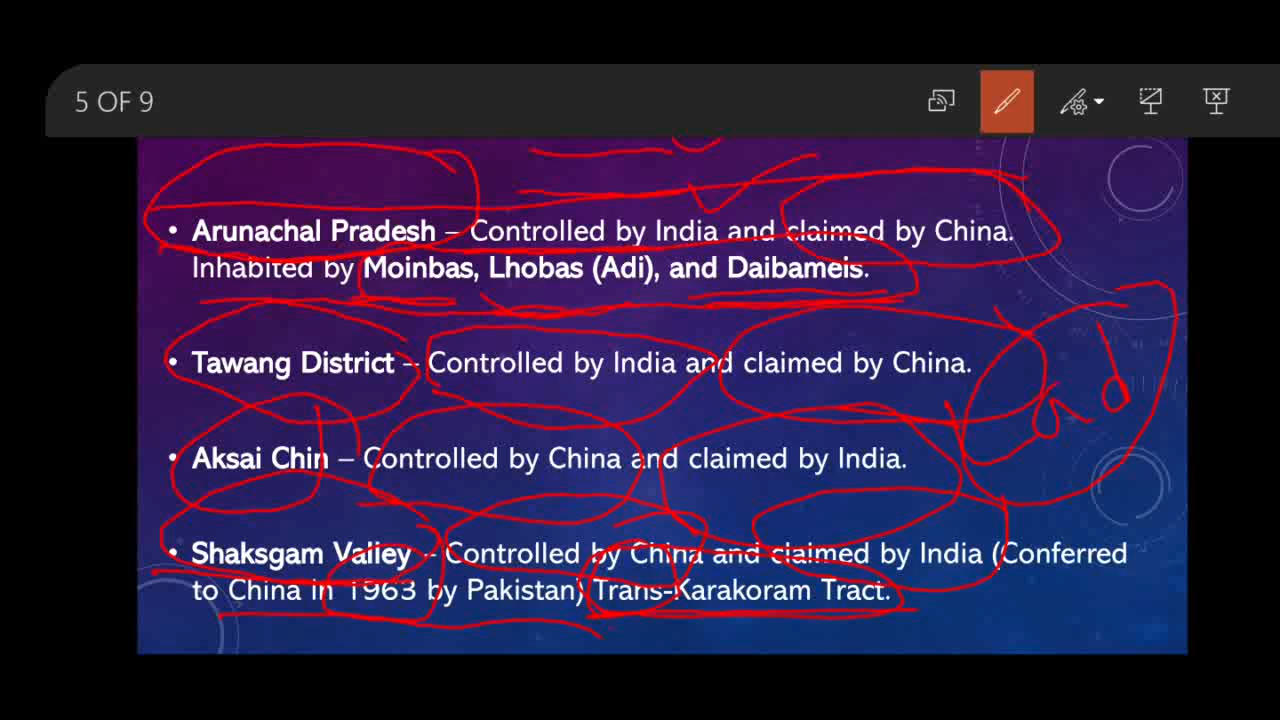 5 OF 9
• Arunachal Pradesh – Controlled by India and claimed by China.
Inhabited by Moinbas, Lhobas (Adi), and Daibameis.
• Tawang District – Controlled by India and claimed by China.
• Aksai Chin – Controlled by China and claimed by India.
• Shaksgam Valley – Controlled by China and claimed by India (Conferred
to China in 1963 by Pakistan) Trans-Karakoram Tract.